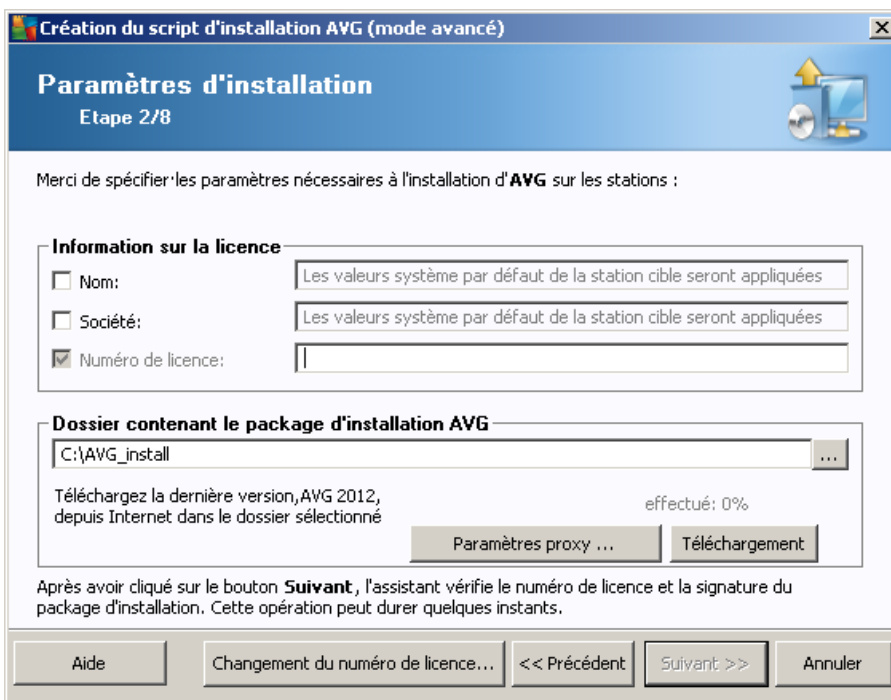 Création du script d'installation AVG (mode avancé)
Paramètres d'installation
Etape 2/8
Merci de spécifier·les paramètres nécessaires à l'installation d'AVG sur les stations :
Information sur la licence
Nom:
Les valeurs système par défaut de la station cible seront appliquées
Société:
Les valeurs système par défaut de la station cible seront appliquées
Numéro de licence:
Dossier contenant le package d'installation AVG
C:\AVG_install
...
Téléchargez la dernière version,AVG 2012,
depuis Internet dans le dossier sélectionné
effectué: 0%
Paramètres proxy ...
Téléchargement
Après avoir cliqué sur le bouton Suivant, l'assistant vérifie le numéro de licence et la signature du
package d'installation. Cette opération peut durer quelques instants.
Aide
Changement du numéro de licence...
<< Précédent
Suivant >>
Annuler